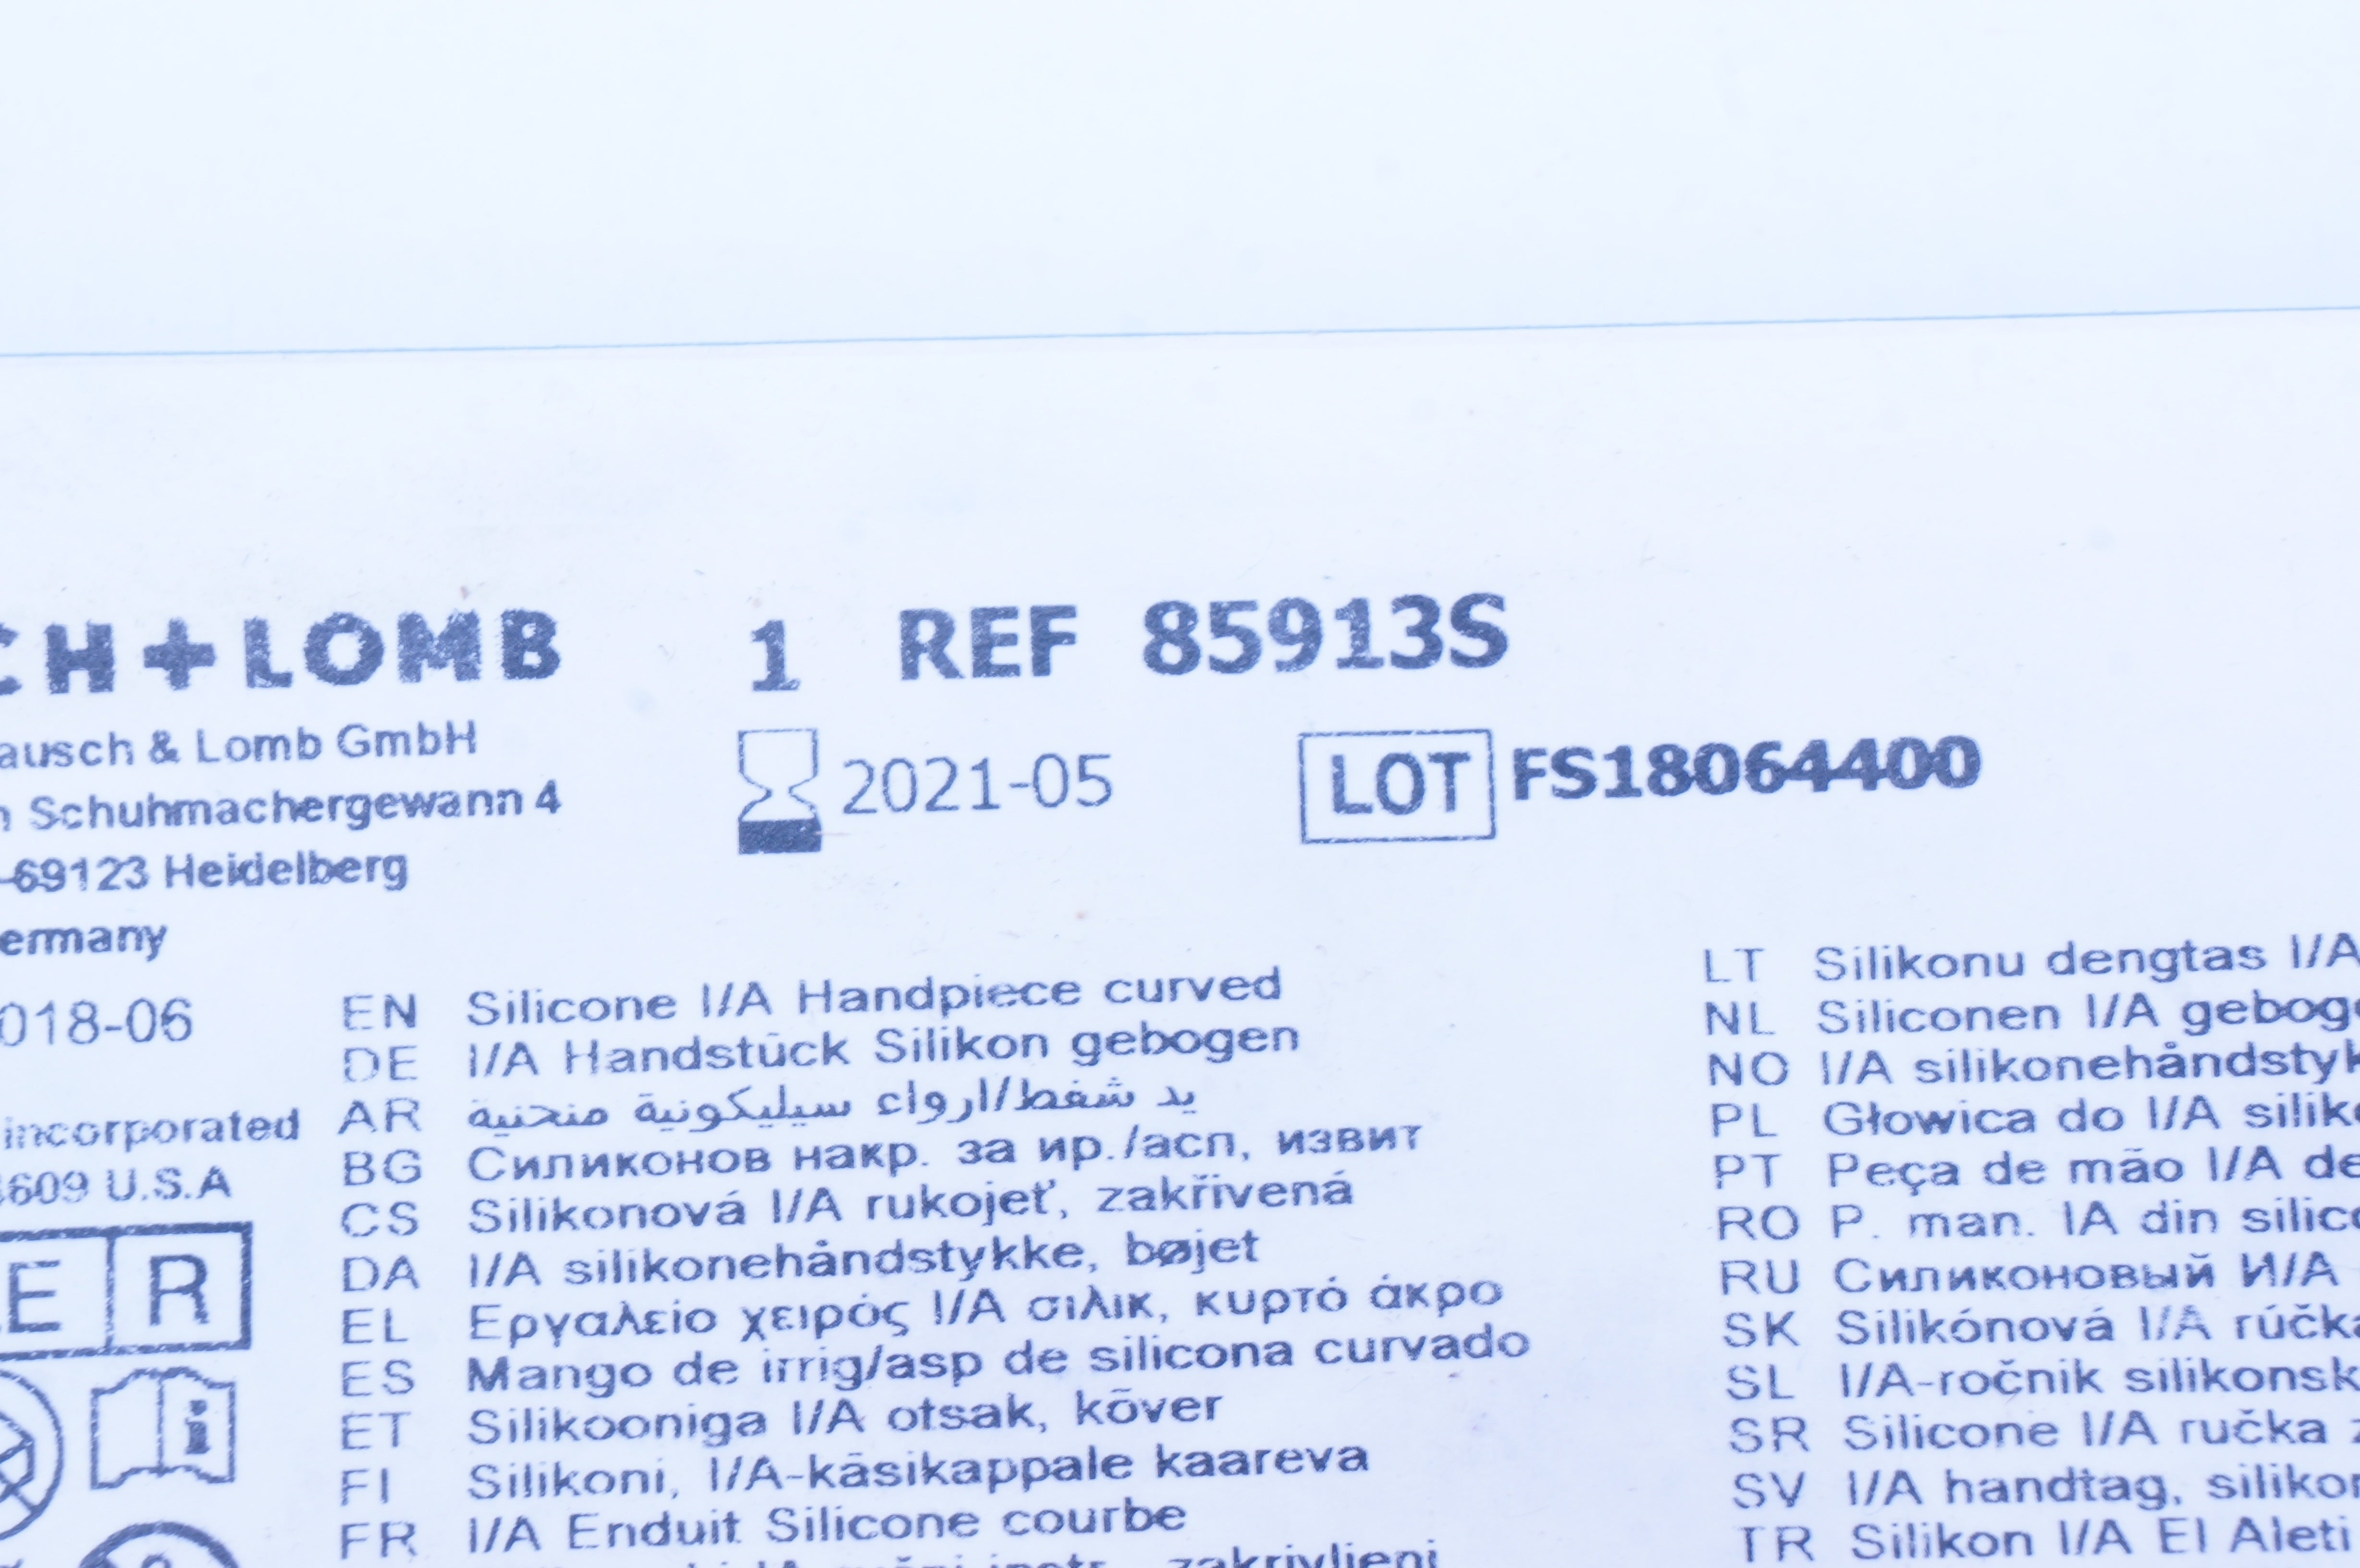 CH+LOMB 1 REF 85913S
ausch & Lomb GmbH
2021-05 LOT FS18064400
Schuhmachergewann 4
-69123 Heidelberg
ermany
018-06
incorporated
609 U.S.A
E R
EN Silicone I/A Handpiece curved
DE I/A Handstück Silikon gebogen
AR يد شفط/ارواء سيليكونية منحنية
BG Силиконов накр. за ир./асп, извит
CS Silikonová I/A rukojeť, zakřivená
DA I/A silikonehåndstykke, bøjet
EL Εργαλείο χειρός I/A σιλικ, κυρτό άκρο
ES Mango de irrig/asp de silicona curvado
ET Silikooniga I/A otsak, kõver
FI Silikoni, I/A-käsikappale kaareva
FR I/A Enduit Silicone courbe
zakrivljeni
LT Silikonu dengtas I/A
NL Siliconen I/A geboge
NO I/A silikonehåndstyk
PL Głowica do I/A siliko
PT Peça de mão I/A de
RO P. man. IA din silico
RU Силиконовый И/А
SK Silikónová I/A rúčka
SL I/A-ročnik silikonsk
SR Silicone I/A ručka z
SV I/A handtag, silikon
TR Silikon I/A El Aleti